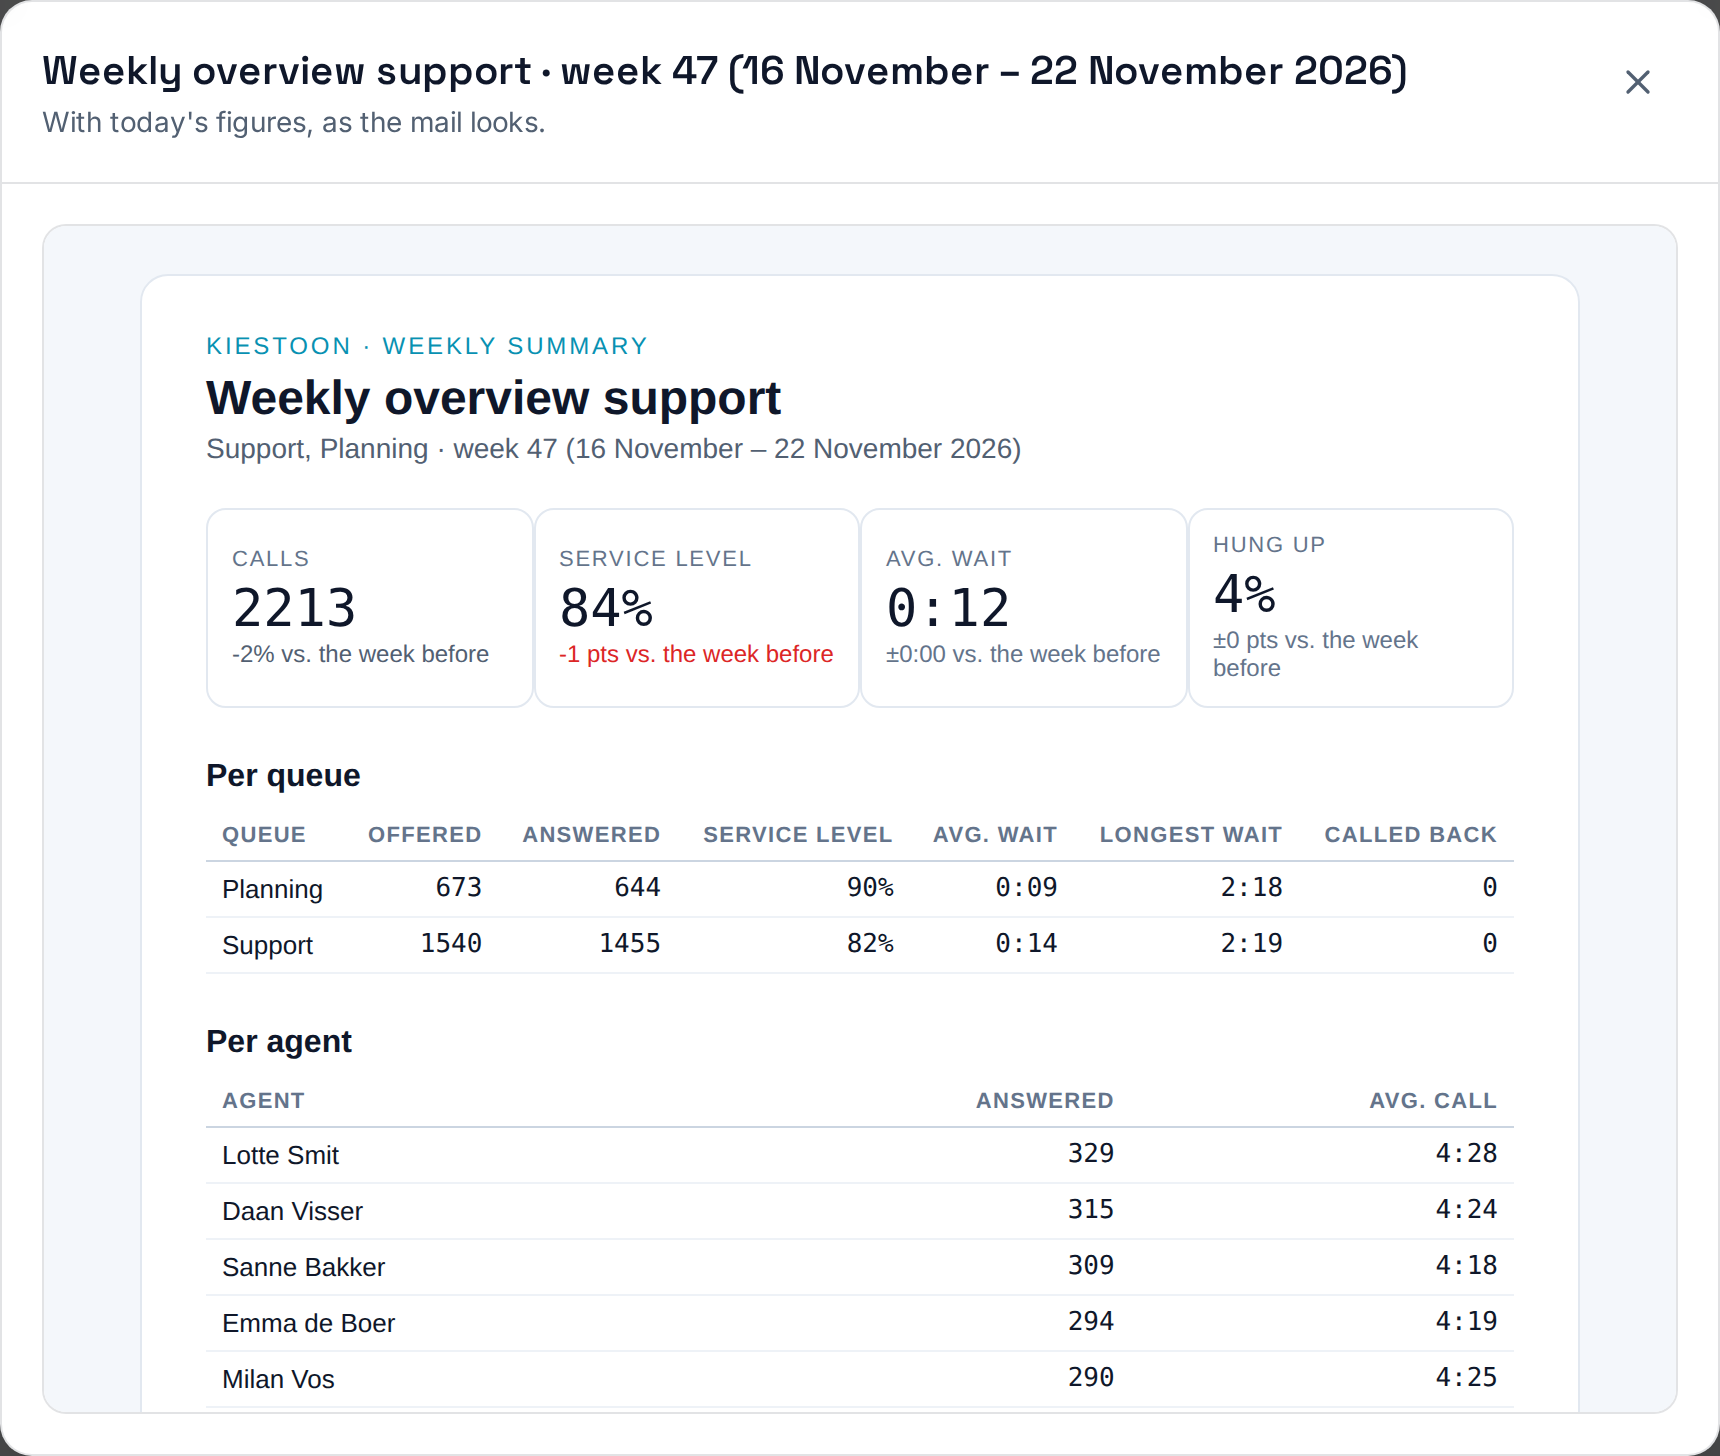 Weekly overview support · week 47 (16 November – 22 November 2026)
With today's figures, as the mail looks.
KIESTOON · WEEKLY SUMMARY
Weekly overview support
Support, Planning · week 47 (16 November – 22 November 2026)
CALLS
2213
-2% vs. the week before
SERVICE LEVEL
84%
-1 pts vs. the week before
AVG. WAIT
0:12
±0:00 vs. the week before
HUNG UP
4%
±0 pts vs. the week
before
Per queue
QUEUE OFFERED ANSWERED SERVICE LEVEL AVG. WAIT LONGEST WAIT CALLED BACK
Planning 673 644 90% 0:09 2:18 0
Support 1540 1455 82% 0:14 2:19 0
Per agent
AGENT ANSWERED AVG. CALL
Lotte Smit 329 4:28
Daan Visser 315 4:24
Sanne Bakker 309 4:18
Emma de Boer 294 4:19
Milan Vos 290 4:25